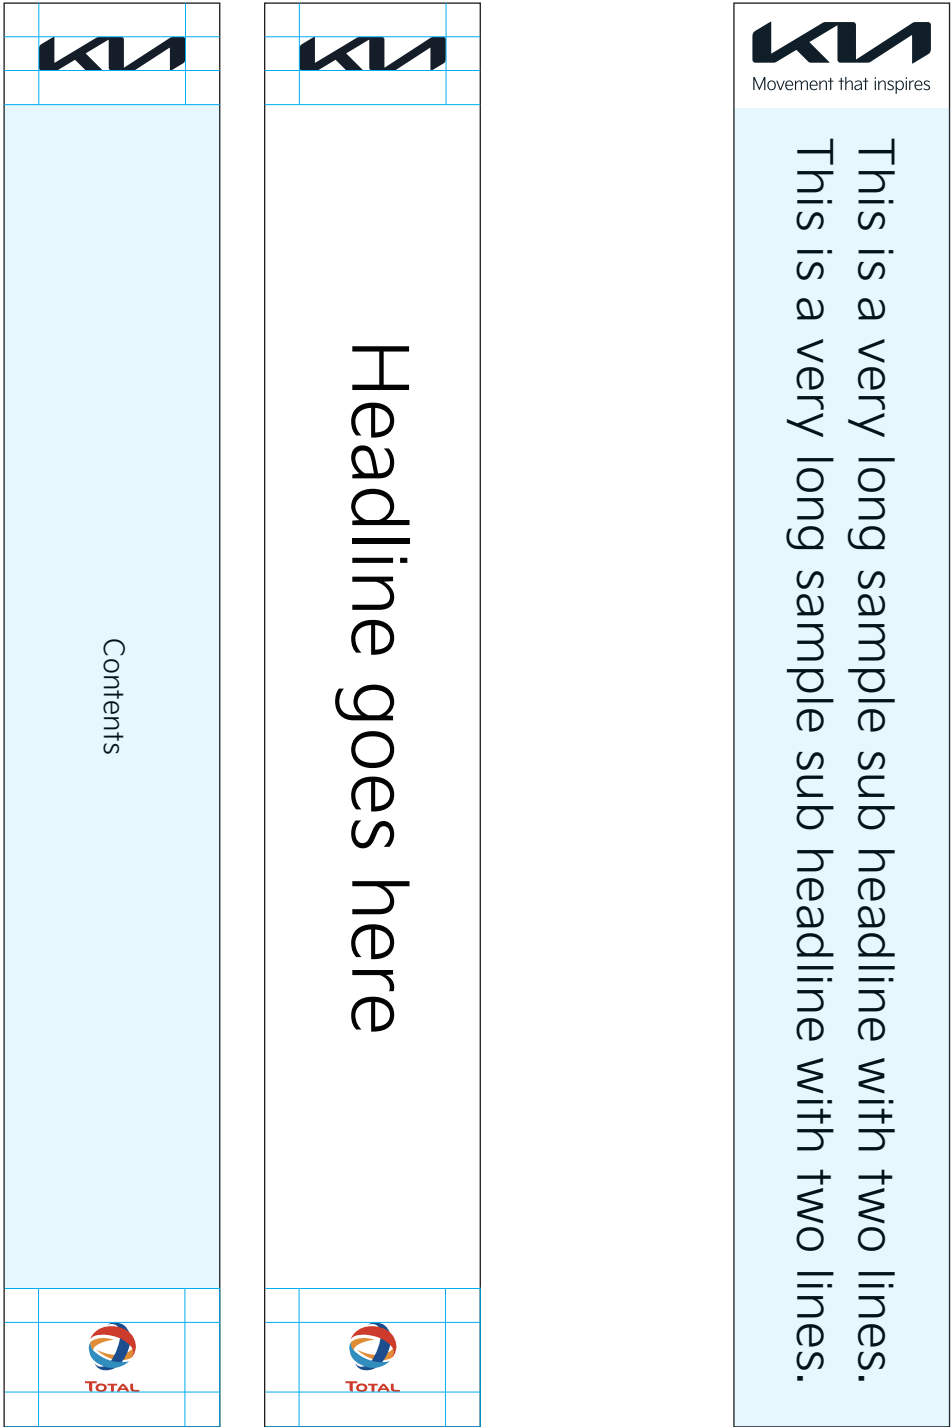 KIA
Contents
TOTAL
KIA
Headline goes here
TOTAL
KIA
Movement that inspires
This is a very long sample sub headline with two lines.
This is a very long sample sub headline with two lines.